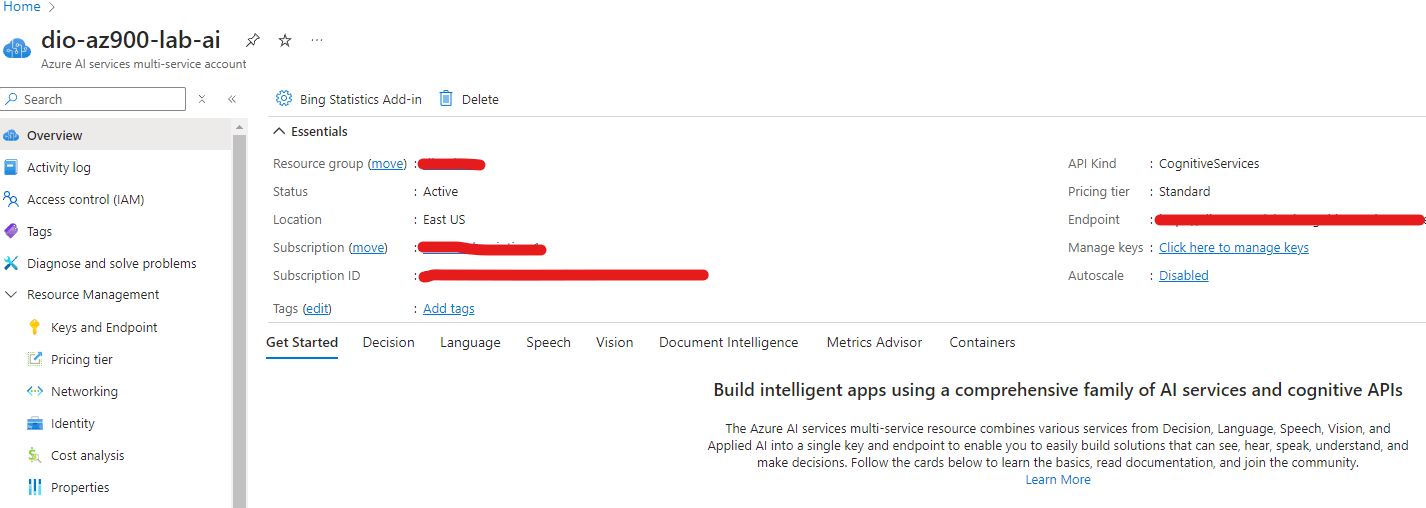 Home
dio-az900-lab-ai
Azure AI services multi-service account
Search
Bing Statistics Add-in
Delete
Overview
Activity log
Access control (IAM)
Tags
Diagnose and solve problems
Resource Management
Keys and Endpoint
Pricing tier
Networking
Identity
Cost analysis
Properties
Essentials
Resource group (move) :
Status : Active
Location : East US
Subscription (move) :
Subscription ID :
Tags (edit) : Add tags
API Kind : CognitiveServices
Pricing tier : Standard
Endpoint :
Manage keys : Click here to manage keys
Autoscale : Disabled
Get Started Decision Language Speech Vision Document Intelligence Metrics Advisor Containers
Build intelligent apps using a comprehensive family of AI services and cognitive APIs
The Azure AI services multi-service resource combines various services from Decision, Language, Speech, Vision, and
Applied AI into a single key and endpoint to enable you to easily build solutions that can see, hear, speak, understand, and
make decisions. Follow the cards below to learn the basics, read documentation, and join the community.
Learn More